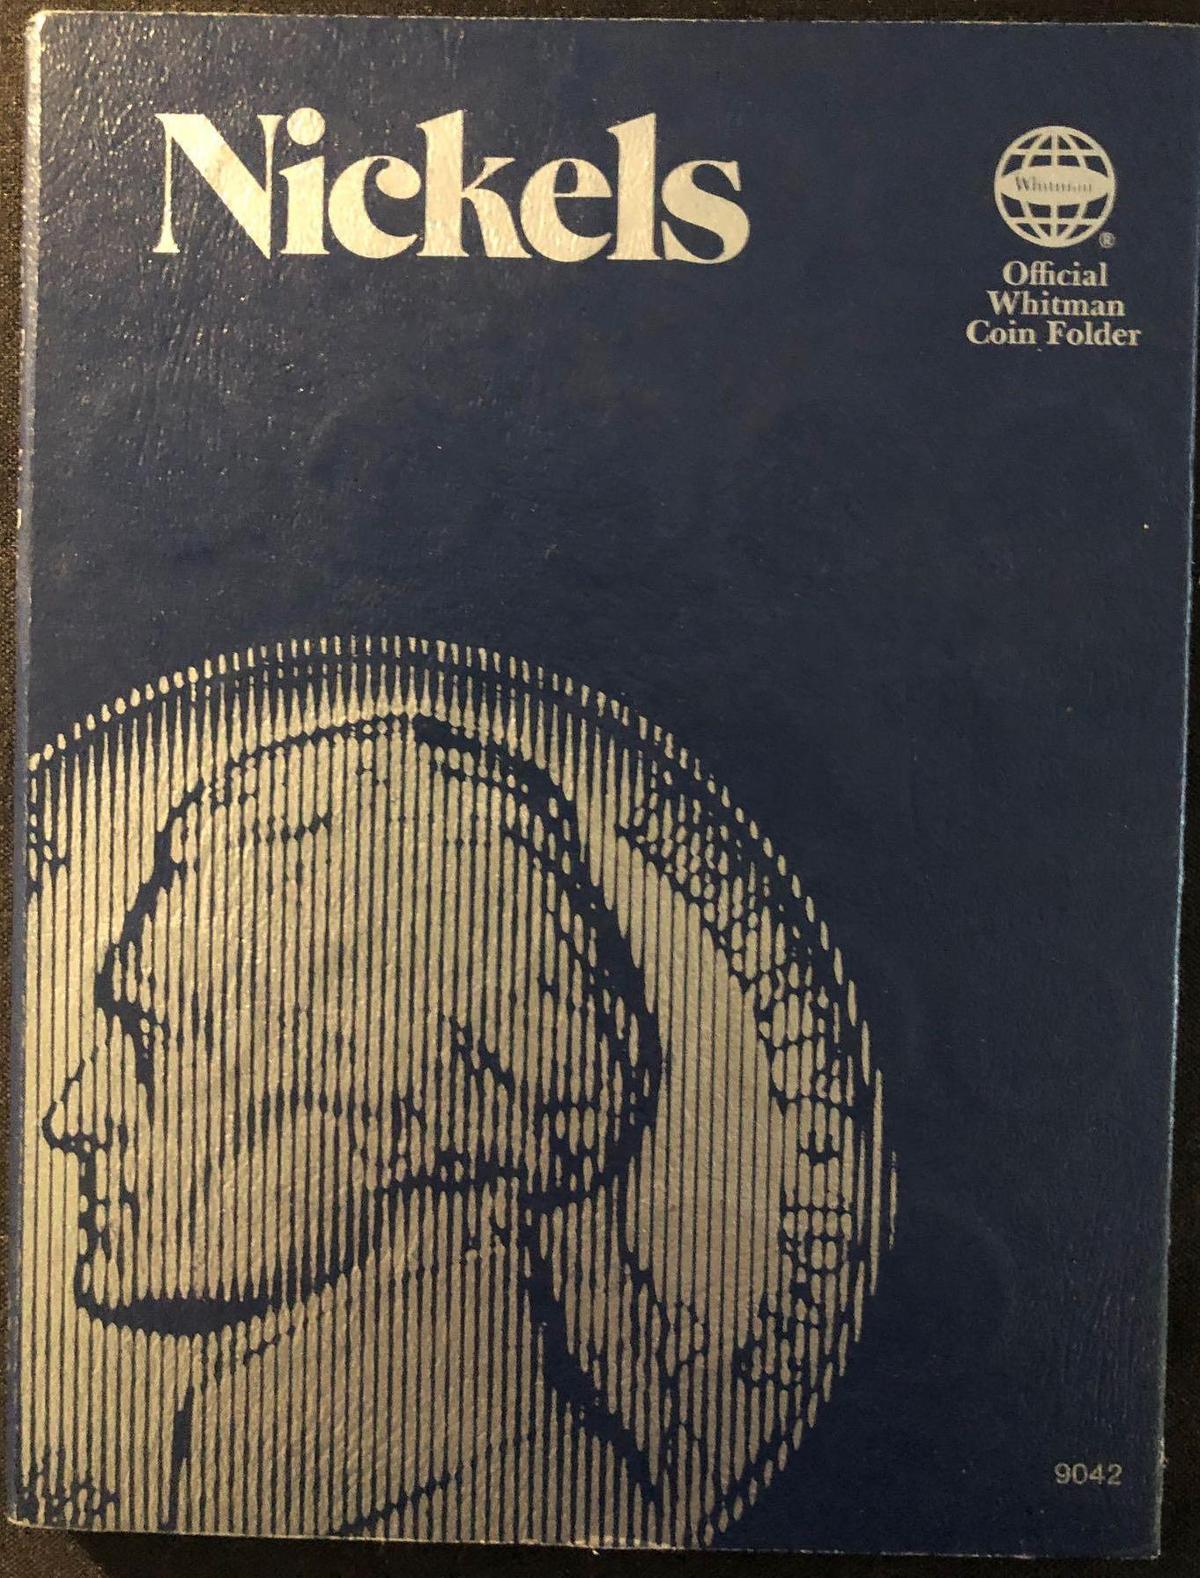 Nickels
Whitman
®
Official
Whitman
Coin Folder
9042